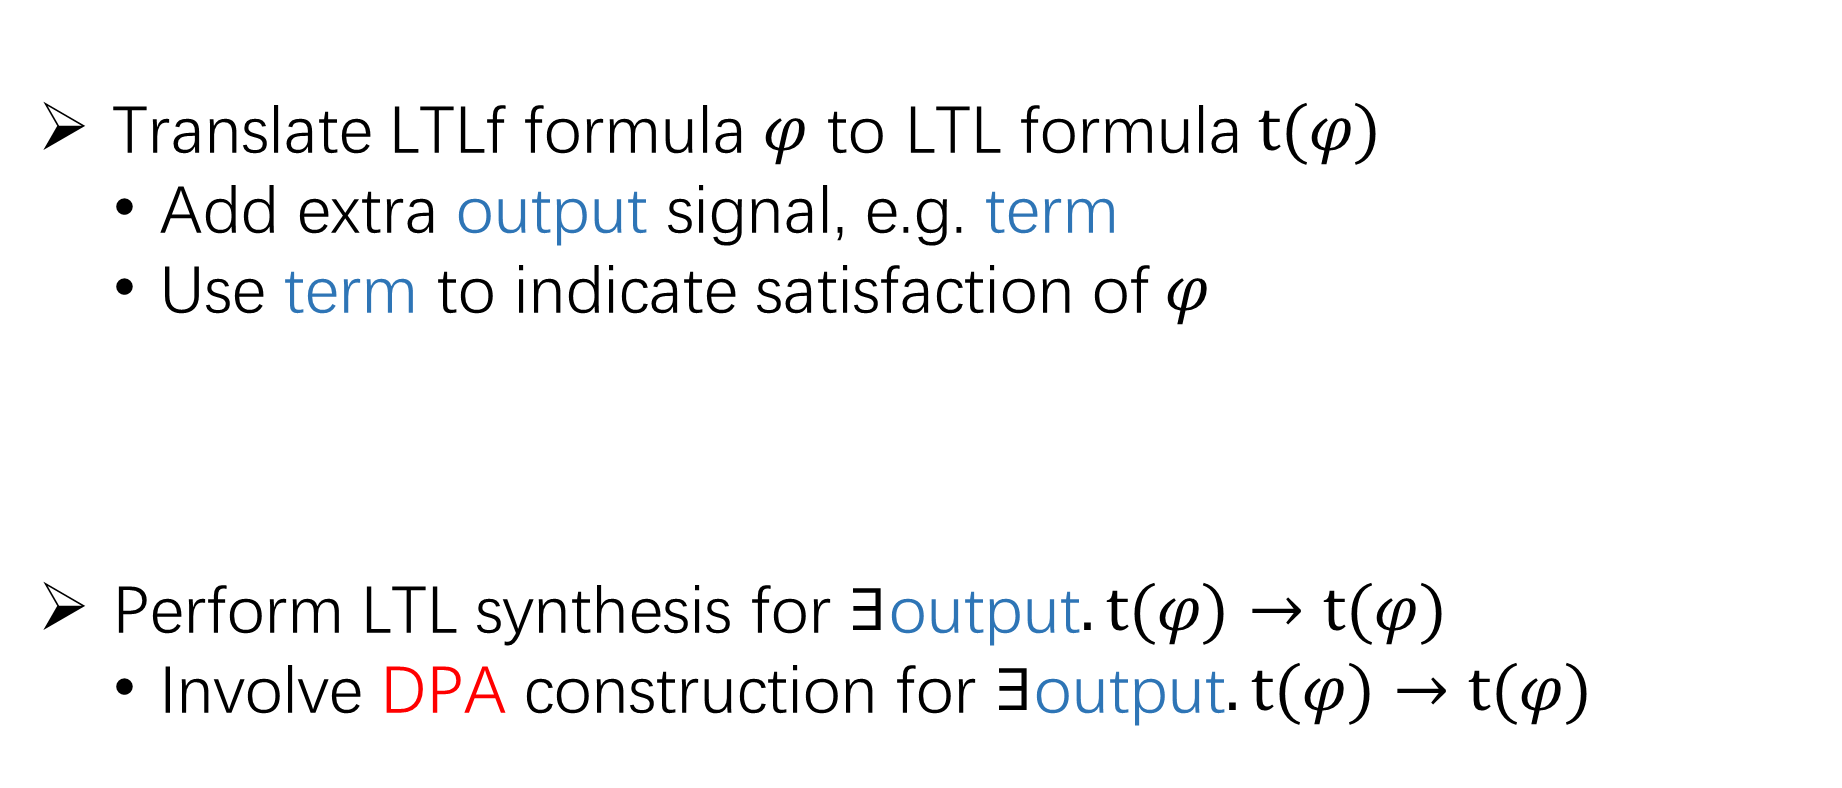 ➢ Translate LTLf formula 𝜑 to LTL formula t(𝜑)
• Add extra output signal, e.g. term
• Use term to indicate satisfaction of 𝜑
➢ Perform LTL synthesis for ∃output. t(𝜑) → t(𝜑)
• Involve DPA construction for ∃output. t(𝜑) → t(𝜑)